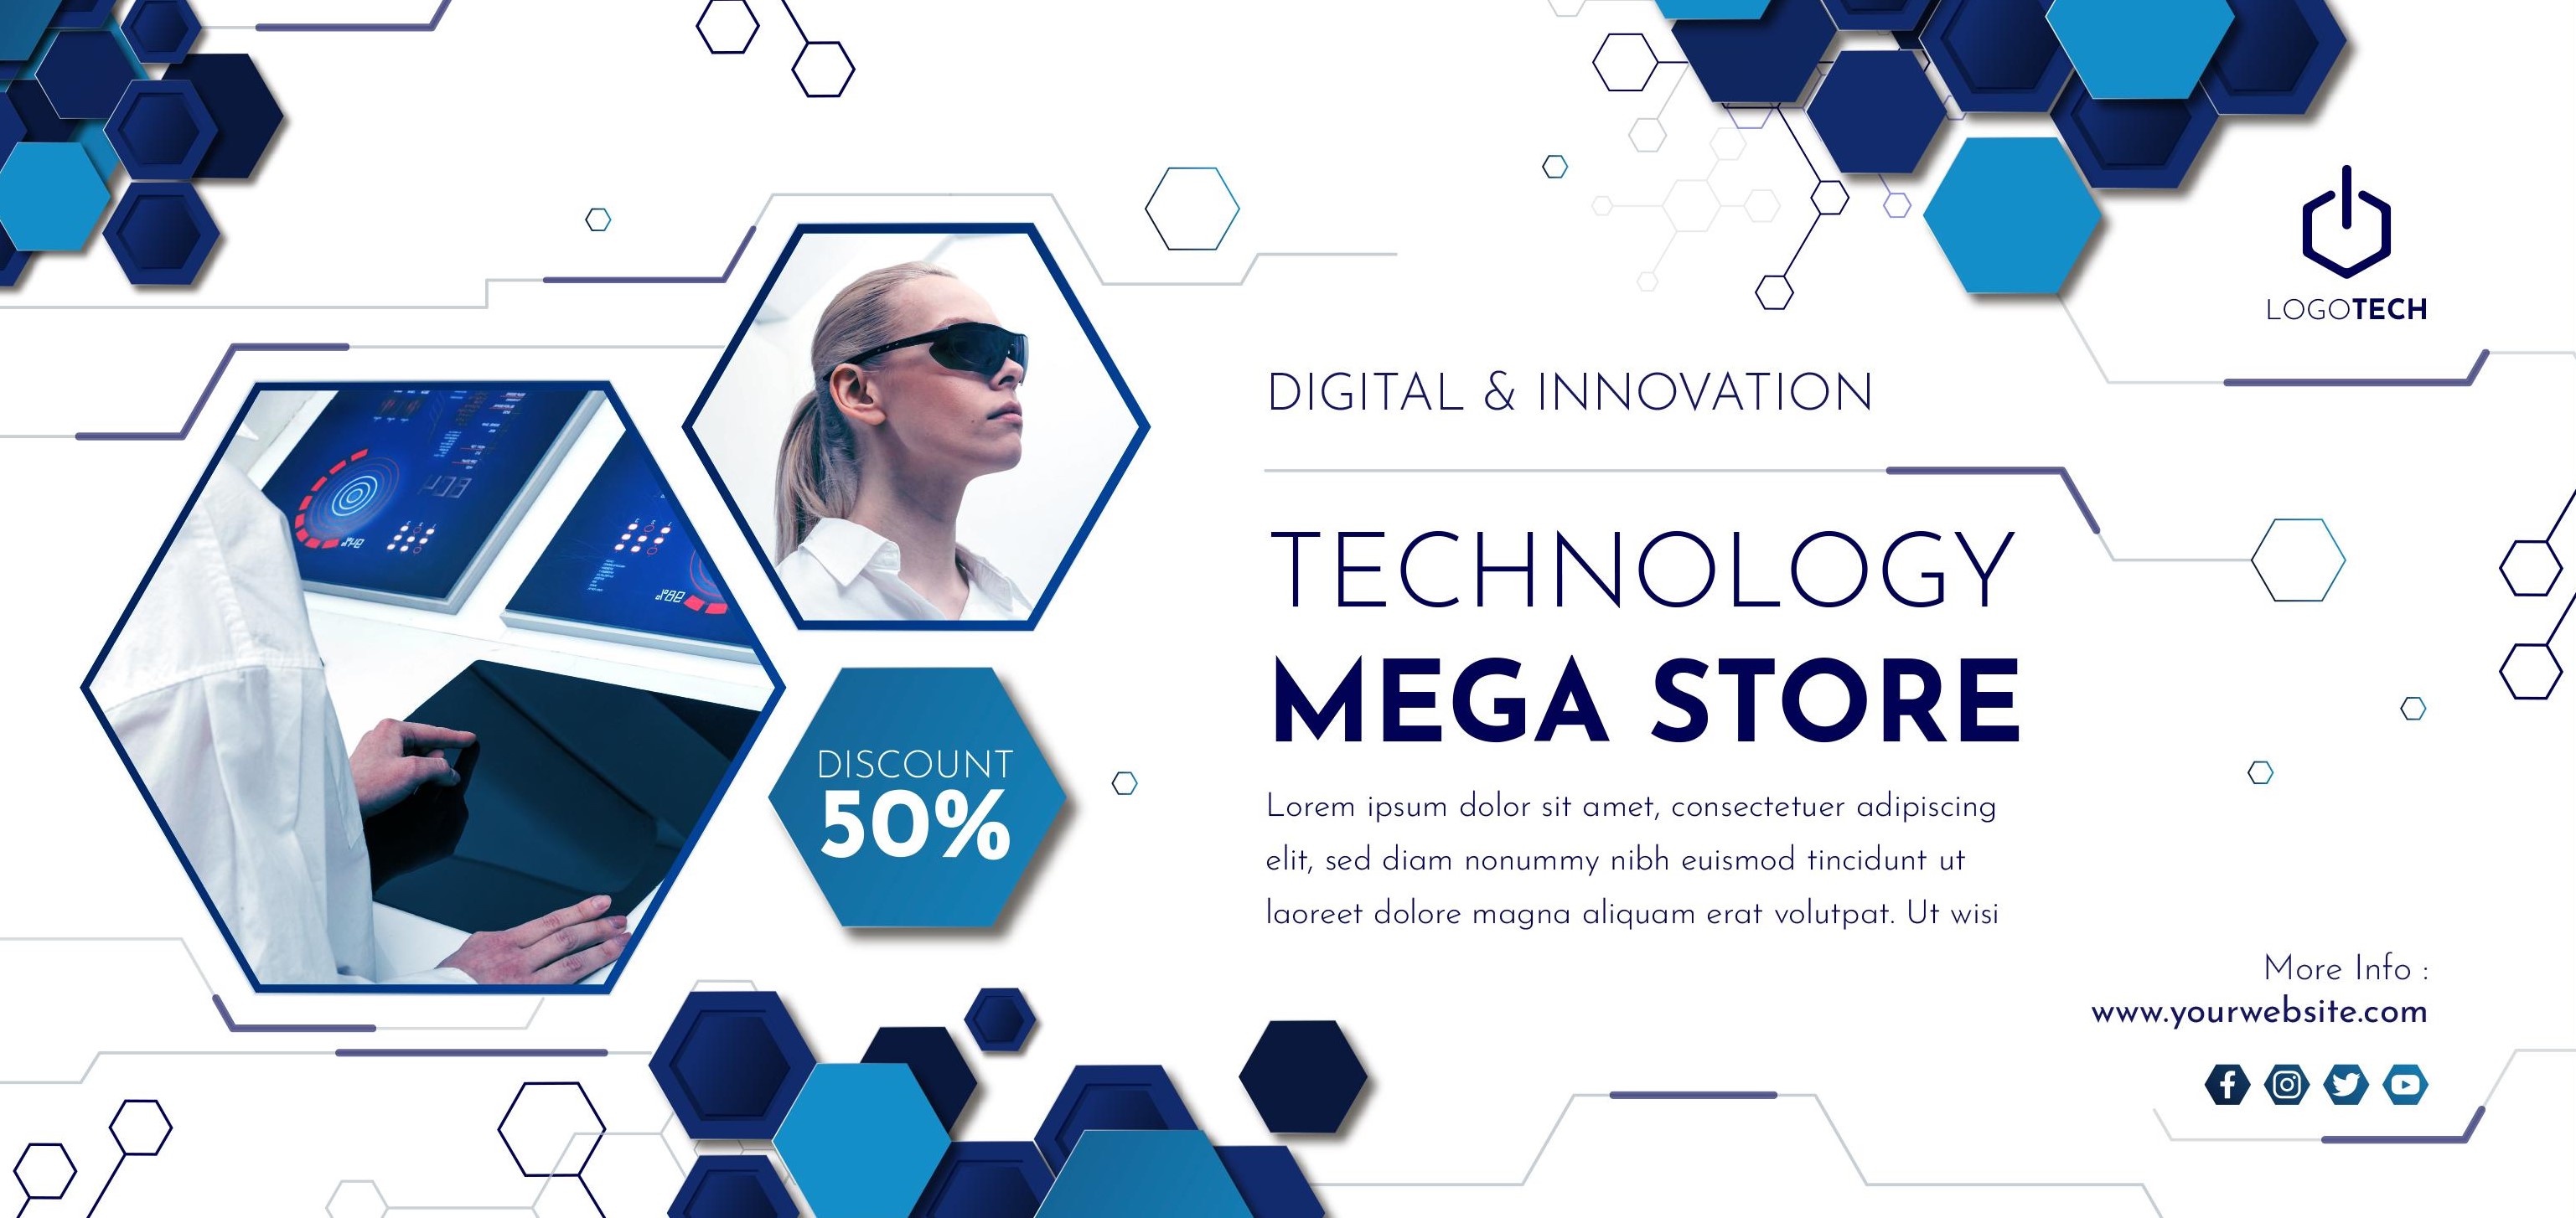 LOGOTECH
DIGITAL & INNOVATION
TECHNOLOGY
MEGA STORE
Lorem ipsum dolor sit amet, consectetuer adipiscing
elit, sed diam nonummy nibh euismod tincidunt ut
laoreet dolore magna aliquam erat volutpat. Ut wisi
DISCOUNT
50%
More Info :
www.yourwebsite.com